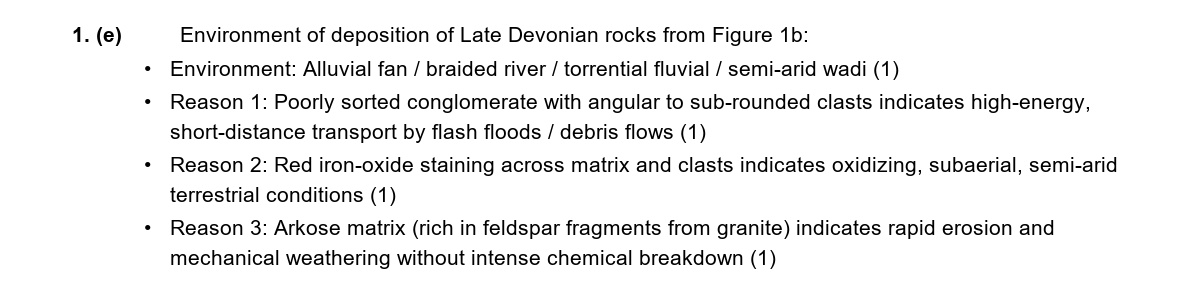 1. (e) Environment of deposition of Late Devonian rocks from Figure 1b:
• Environment: Alluvial fan / braided river / torrential fluvial / semi-arid wadi (1)
• Reason 1: Poorly sorted conglomerate with angular to sub-rounded clasts indicates high-energy,
short-distance transport by flash floods / debris flows (1)
• Reason 2: Red iron-oxide staining across matrix and clasts indicates oxidizing, subaerial, semi-arid
terrestrial conditions (1)
• Reason 3: Arkose matrix (rich in feldspar fragments from granite) indicates rapid erosion and
mechanical weathering without intense chemical breakdown (1)